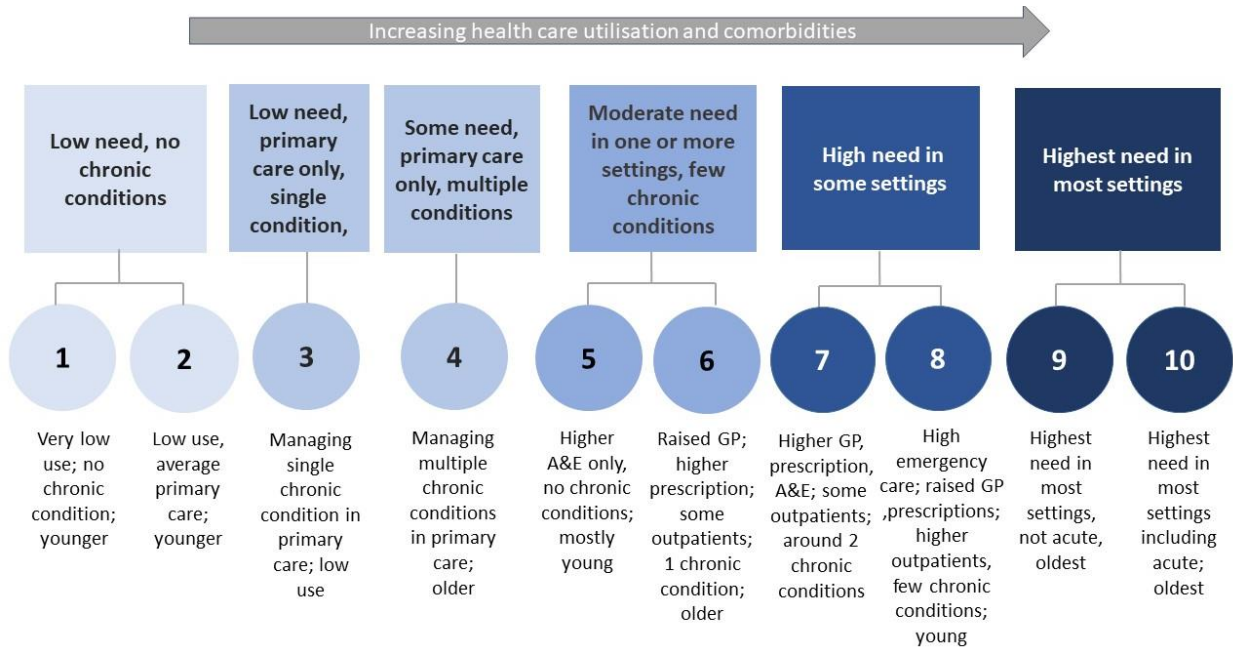 Increasing health care utilisation and comorbidities
Low need, no
chronic
conditions
Low need,
primary
care only,
single
condition,
Some need,
primary care
only, multiple
conditions
Moderate need
in one or more
settings, few
chronic
conditions
High need in
some settings
Highest need
in most settings
1
2
3
4
5
6
7
8
9
10
Very low
use; no
chronic
condition;
younger
Low use,
average
primary
care;
younger
Managing
single
chronic
condition in
primary
care; low
use
Managing
multiple
chronic
conditions
in primary
care;
older
Higher
A&E only,
no chronic
conditions;
mostly
young
Raised GP;
higher
prescription;
some
outpatients;
1 chronic
condition;
older
Higher GP,
prescription,
A&E; some
outpatients;
around 2
chronic
conditions
High
emergency
care; raised GP
,prescriptions;
higher
outpatients,
few chronic
conditions;
young
Highest
need in
most
settings,
not acute,
oldest
Highest
need in
most
settings
including
acute;
oldest